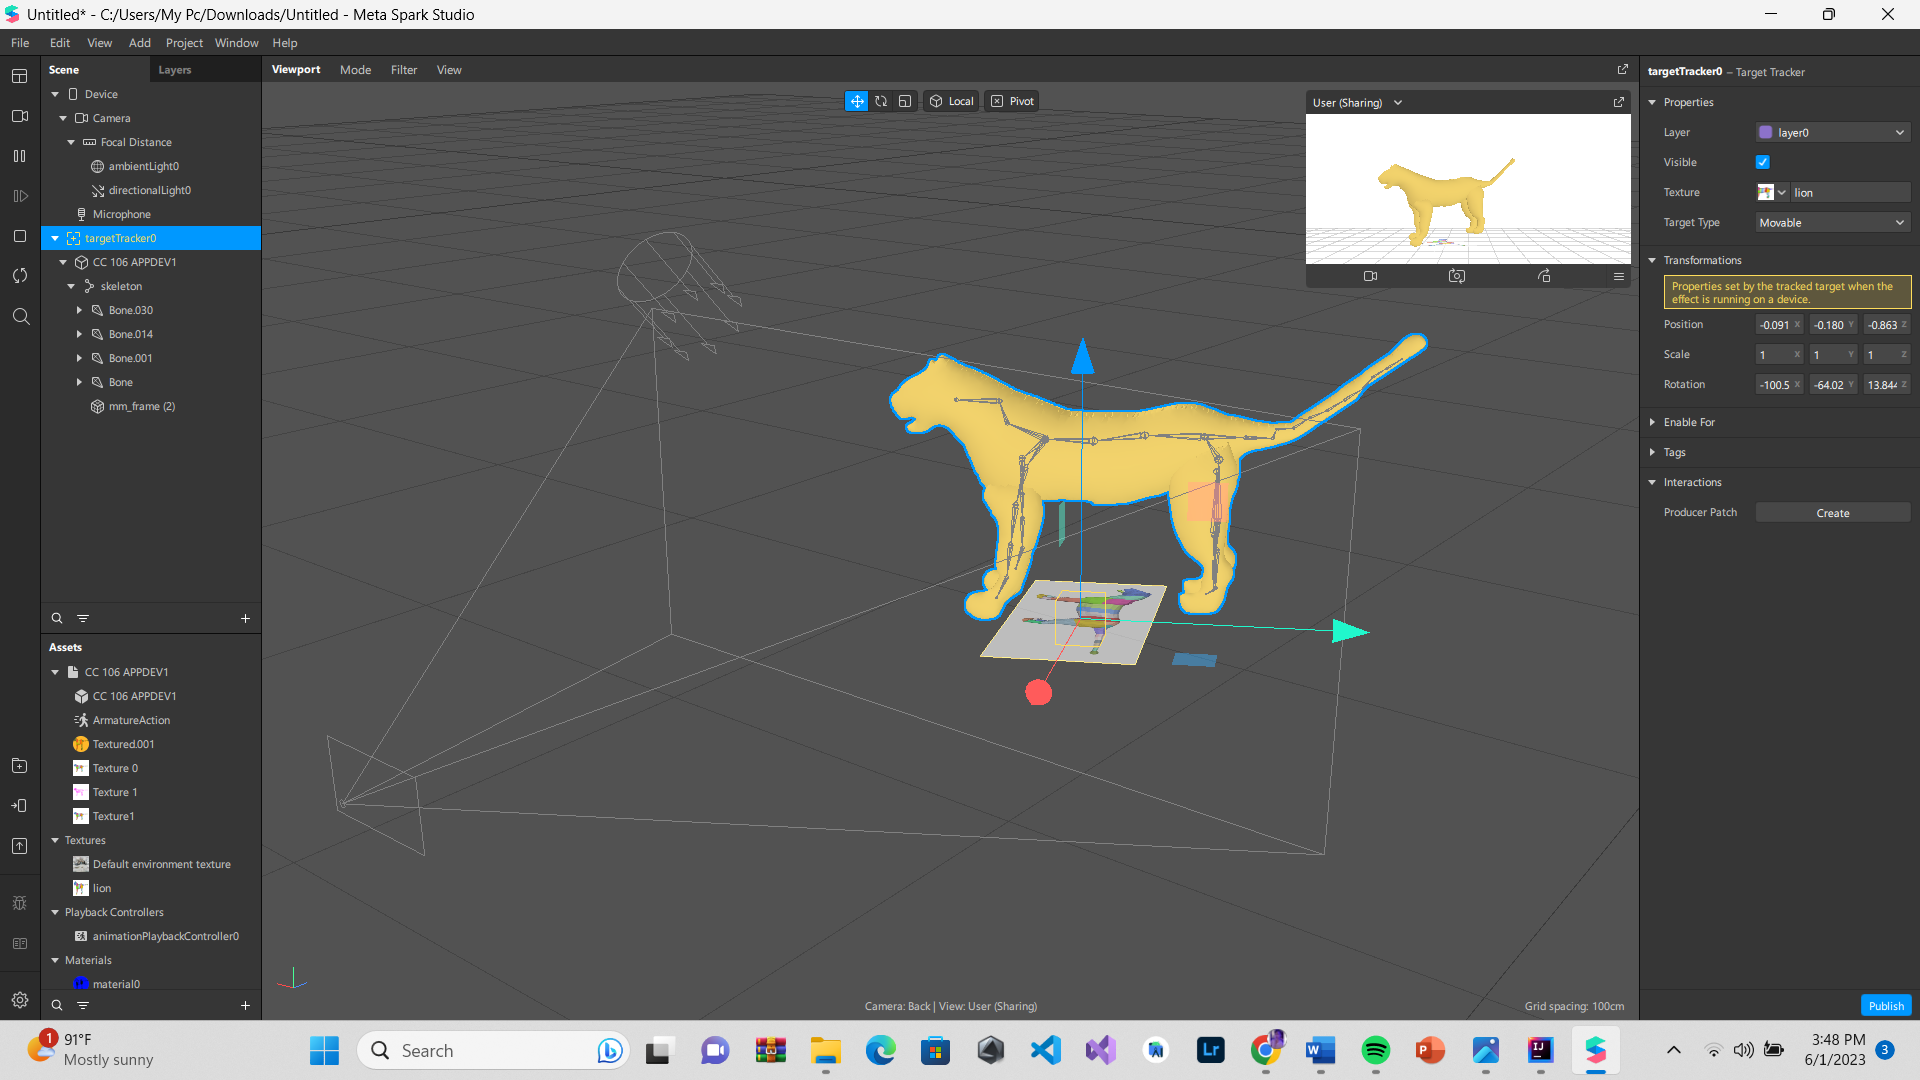 Untitled* - C:/Users/My Pc/Downloads/Untitled - Meta Spark Studio
File Edit View Add Project Window Help
Scene Layers
Device
Camera
Focal Distance
ambientLight0
directionalLight0
Microphone
targetTracker0
CC 106 APPDEV1
skeleton
Bone.030
Bone.014
Bone.001
Bone
mm_frame (2)
Assets
CC 106 APPDEV1
CC 106 APPDEV1
ArmatureAction
Textured.001
Texture 0
Texture 1
Texture1
Textures
Default environment texture
lion
Playback Controllers
animationPlaybackController0
Materials
material0
Viewport Mode Filter View
Local Pivot
User (Sharing)
Camera: Back | View: User (Sharing)
Grid spacing: 100cm
targetTracker0 – Target Tracker
Properties
Layer layer0
Visible
Texture lion
Target Type Movable
Transformations
Properties set by the tracked target when the
effect is running on a device.
Position -0.091 X -0.180 Y -0.863 Z
Scale 1 X 1 Y 1 Z
Rotation -100.5 X -64.02 Y 13.844 Z
Enable For
Tags
Interactions
Producer Patch Create
Publish
1
91°F
Mostly sunny
Search
Lr
W
P
IJ
3:48 PM
6/1/2023
3